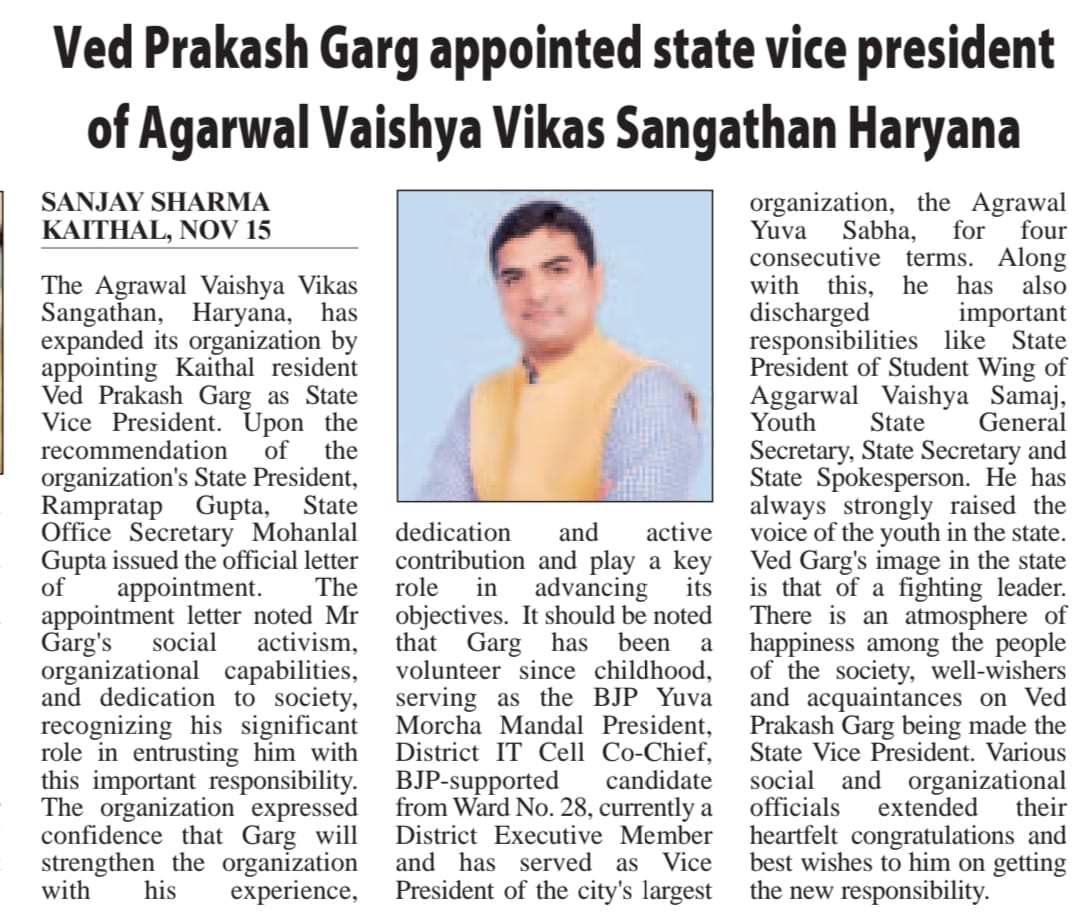 Ved Prakash Garg appointed state vice president
of Agarwal Vaishya Vikas Sangathan Haryana
SANJAY SHARMA
KAITHAL, NOV 15
The Agrawal Vaishya Vikas
Sangathan, Haryana, has
expanded its organization by
appointing Kaithal resident
Ved Prakash Garg as State
Vice President. Upon the
recommendation of the
organization's State President,
Rampratap Gupta, State
Office Secretary Mohanlal
Gupta issued the official letter
of appointment. The
appointment letter noted Mr
Garg's social activism,
organizational capabilities,
and dedication to society,
recognizing his significant
role in entrusting him with
this important responsibility.
The organization expressed
confidence that Garg will
strengthen the organization
with his experience,
dedication and active
contribution and play a key
role in advancing its
objectives. It should be noted
that Garg has been a
volunteer since childhood,
serving as the BJP Yuva
Morcha Mandal President,
District IT Cell Co-Chief,
BJP-supported candidate
from Ward No. 28, currently a
District Executive Member
and has served as Vice
President of the city's largest
organization, the Agrawal
Yuva Sabha, for four
consecutive terms. Along
with this, he has also
discharged important
responsibilities like State
President of Student Wing of
Aggarwal Vaishya Samaj,
Youth State General
Secretary, State Secretary and
State Spokesperson. He has
always strongly raised the
voice of the youth in the state.
Ved Garg's image in the state
is that of a fighting leader.
There is an atmosphere of
happiness among the people
of the society, well-wishers
and acquaintances on Ved
Prakash Garg being made the
State Vice President. Various
social and organizational
officials extended their
heartfelt congratulations and
best wishes to him on getting
the new responsibility.